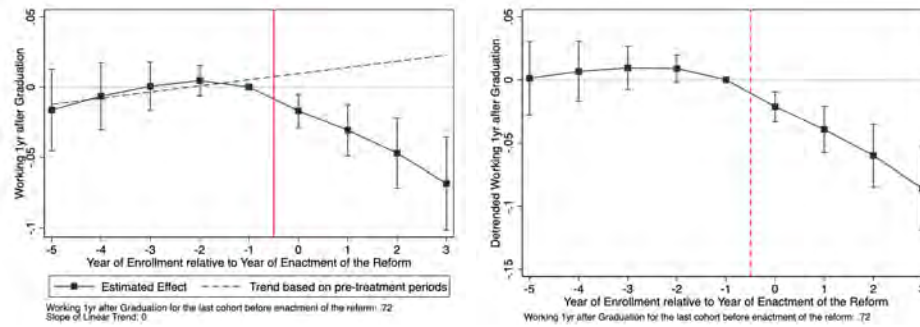 .05
0
-.05
-.1
Working 1yr after Graduation
-5 -4 -3 -2 -1 0 1 2 3
Year of Enrollment relative to Year of Enactment of the Reform
Estimated Effect Trend based on pre-treatment periods
Working 1yr after Graduation for the last cohort before enactment of the reform: .72
Slope of Linear Trend: 0
.05
0
-.05
-.1
-.15
Detrended Working 1yr after Graduation
-5 -4 -3 -2 -1 0 1 2 3
Year of Enrollment relative to Year of Enactment of the Reform
Working 1yr after Graduation for the last cohort before enactment of the reform: .72